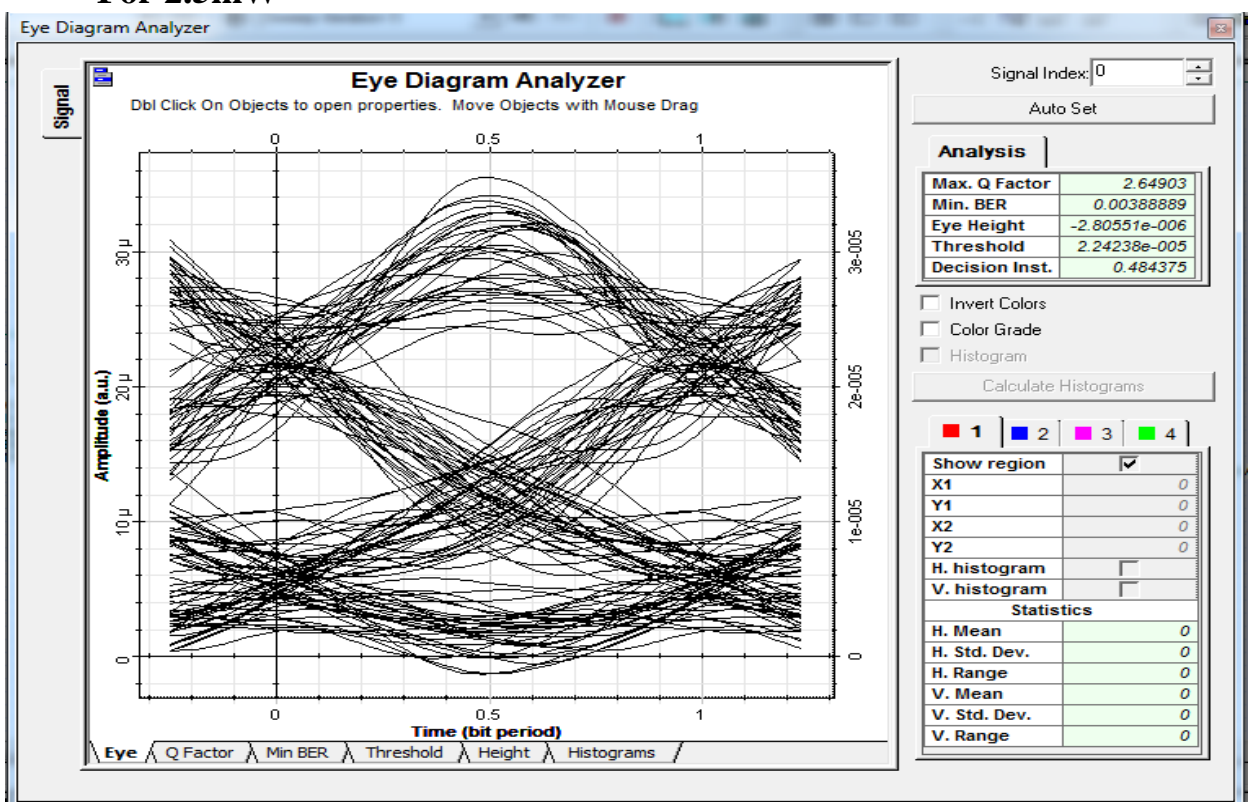 For 2.5mW
Eye Diagram Analyzer
Signal
Eye Diagram Analyzer
Dbl Click On Objects to open properties. Move Objects with Mouse Drag
0 0.5 1
Amplitude (a.u.)
30 µ
20 µ
10 µ
0
3e-005
2e-005
1e-005
0
0 0.5 1
Time (bit period)
Eye Q Factor Min BER Threshold Height Histograms
Signal Index: 0
Auto Set
Analysis
Max. Q Factor 2.64903
Min. BER 0.00388889
Eye Height -2.80551e-006
Threshold 2.24238e-005
Decision Inst. 0.484375
Invert Colors
Color Grade
Histogram
Calculate Histograms
1 2 3 4
Show region
X1 0
Y1 0
X2 0
Y2 0
H. histogram
V. histogram
Statistics
H. Mean 0
H. Std. Dev. 0
H. Range 0
V. Mean 0
V. Std. Dev. 0
V. Range 0